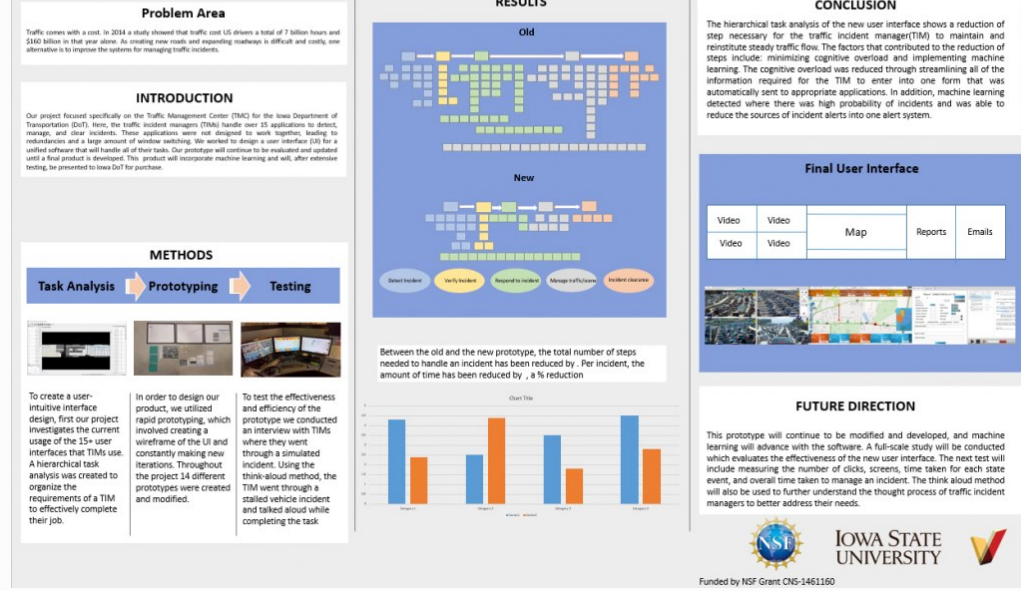 Problem Area
Traffic comes with a cost. In 2014 a study showed that traffic cost US drivers a total of 7 billion hours and
$160 billion in that year alone. As creating new roads and expanding roadways is difficult and costly, one
alternative is to improve the systems for managing traffic incidents.
INTRODUCTION
Our project focused specifically on the Traffic Management Center (TMC) for the Iowa Department of
Transportation (DoT). Here, the traffic incident managers (TIMs) handle over 15 applications to detect,
manage, and clear incidents. These applications were not designed to work together, leading to
redundancies and a large amount of window switching. We worked to design a user interface (UI) for a
unified software that will handle all of their tasks. Our prototype will continue to be evaluated and updated
until a final product is developed. This product will incorporate machine learning and will, after extensive
testing, be presented to Iowa DoT for purchase.
METHODS
Task Analysis
Prototyping
Testing
To create a user-
intuitive interface
design, first our project
investigates the current
usage of the 15+ user
interfaces that TIMs use.
A hierarchical task
analysis was created to
organize the
requirements of a TIM
to effectively complete
their job.
In order to design our
product, we utilized
rapid prototyping, which
involved creating a
wireframe of the UI and
constantly making new
iterations. Throughout
the project 14 different
prototypes were created
and modified.
To test the effectiveness
and efficiency of the
prototype we conducted
an interview with TIMs
where they went
through a simulated
incident. Using the
think-aloud method, the
TIM went through a
stalled vehicle incident
and talked aloud while
completing the task
RESULTS
Old
New
Detect Incident
Verify Incident
Respond to incident
Manage traffic/scene
Incident clearance
Between the old and the new prototype, the total number of steps
needed to handle an incident has been reduced by . Per incident, the
amount of time has been reduced by , a % reduction
Chart Title
CONCLUSION
The hierarchical task analysis of the new user interface shows a reduction of
step necessary for the traffic incident manager(TIM) to maintain and
reinstitute steady traffic flow. The factors that contributed to the reduction of
steps include: minimizing cognitive overload and implementing machine
learning. The cognitive overload was reduced through streamlining all of the
information required for the TIM to enter into one form that was
automatically sent to appropriate applications. In addition, machine learning
detected where there was high probability of incidents and was able to
reduce the sources of incident alerts into one alert system.
Final User Interface
Video
Video
Video
Video
Map
Reports
Emails
FUTURE DIRECTION
This prototype will continue to be modified and developed, and machine
learning will advance with the software. A full-scale study will be conducted
which evaluates the effectiveness of the new user interface. The next test will
include measuring the number of clicks, screens, time taken for each state
event, and overall time taken to manage an incident. The think aloud method
will also be used to further understand the thought process of traffic incident
managers to better address their needs.
NSF
IOWA STATE
UNIVERSITY
Funded by NSF Grant CNS-1461160